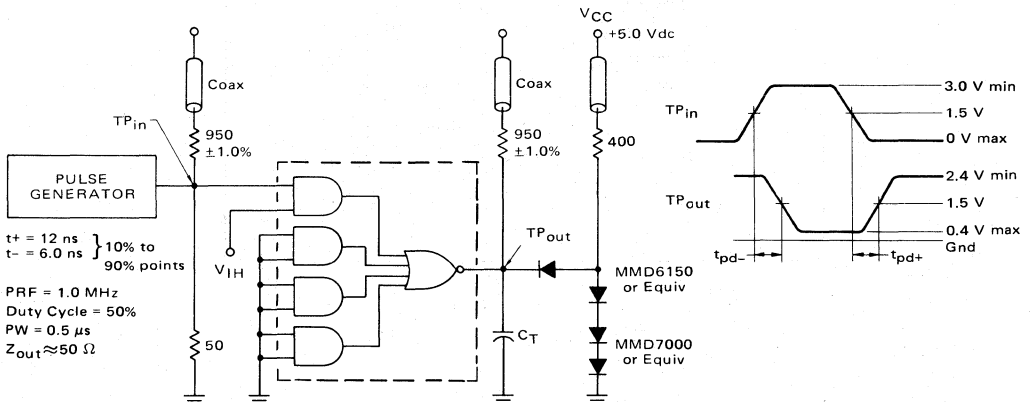 VCC
+5.0 Vdc
Coax
Coax
TPin
950
±1.0%
950
±1.0%
400
PULSE
GENERATOR
t+ = 12 ns
t– = 6.0 ns
} 10% to
90% points
PRF = 1.0 MHz
Duty Cycle = 50%
PW = 0.5 μs
Zout ≈ 50 Ω
50
VIH
TPout
CT
MMD6150
or Equiv
MMD7000
or Equiv
TPin
3.0 V min
1.5 V
0 V max
TPout
2.4 V min
1.5 V
0.4 V max
Gnd
tpd–
tpd+